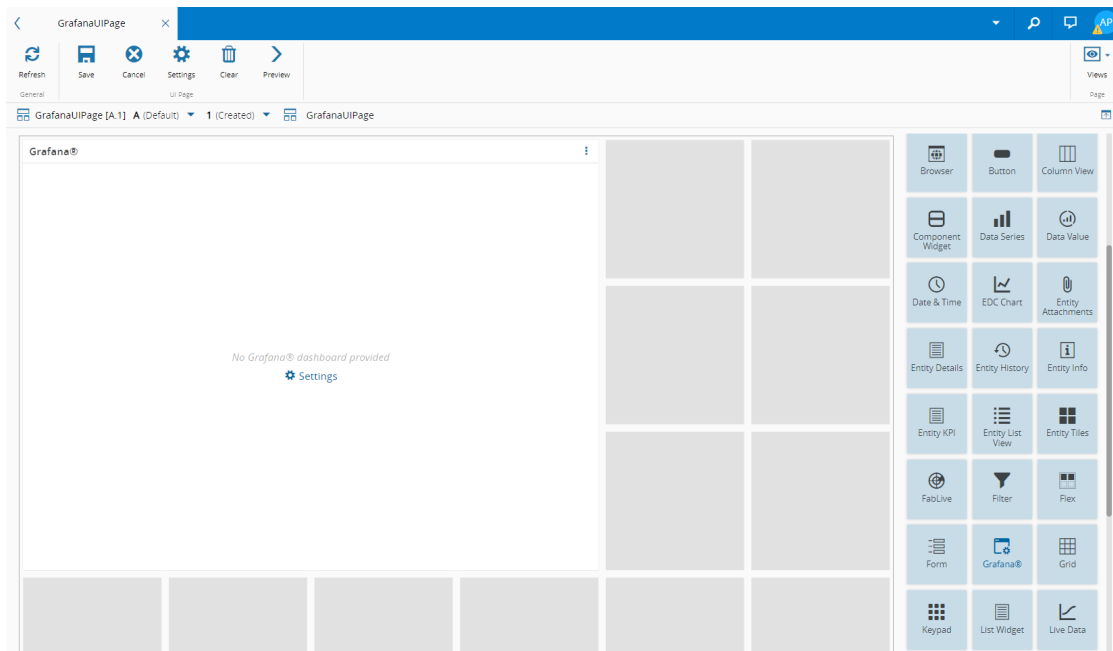 GrafanaUIPage
AP
Refresh
Save
Cancel
Settings
Clear
Preview
Views
General
UI Page
Page
GrafanaUIPage [A.1] A (Default) 1 (Created) GrafanaUIPage
Grafana®
No Grafana® dashboard provided
Settings
Browser
Button
Column View
Component
Widget
Data Series
Data Value
Date & Time
EDC Chart
Entity
Attachments
Entity Details
Entity History
Entity Info
Entity KPI
Entity List
View
Entity Tiles
FabLive
Filter
Flex
Form
Grafana®
Grid
Keypad
List Widget
Live Data